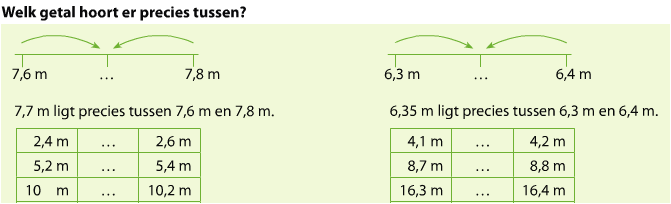 Welk getal hoort er precies tussen?
7,6 m ... 7,8 m
7,7 m ligt precies tussen 7,6 m en 7,8 m.
2,4 m ... 2,6 m
5,2 m ... 5,4 m
10 m ... 10,2 m
6,3 m ... 6,4 m
6,35 m ligt precies tussen 6,3 m en 6,4 m.
4,1 m ... 4,2 m
8,7 m ... 8,8 m
16,3 m ... 16,4 m